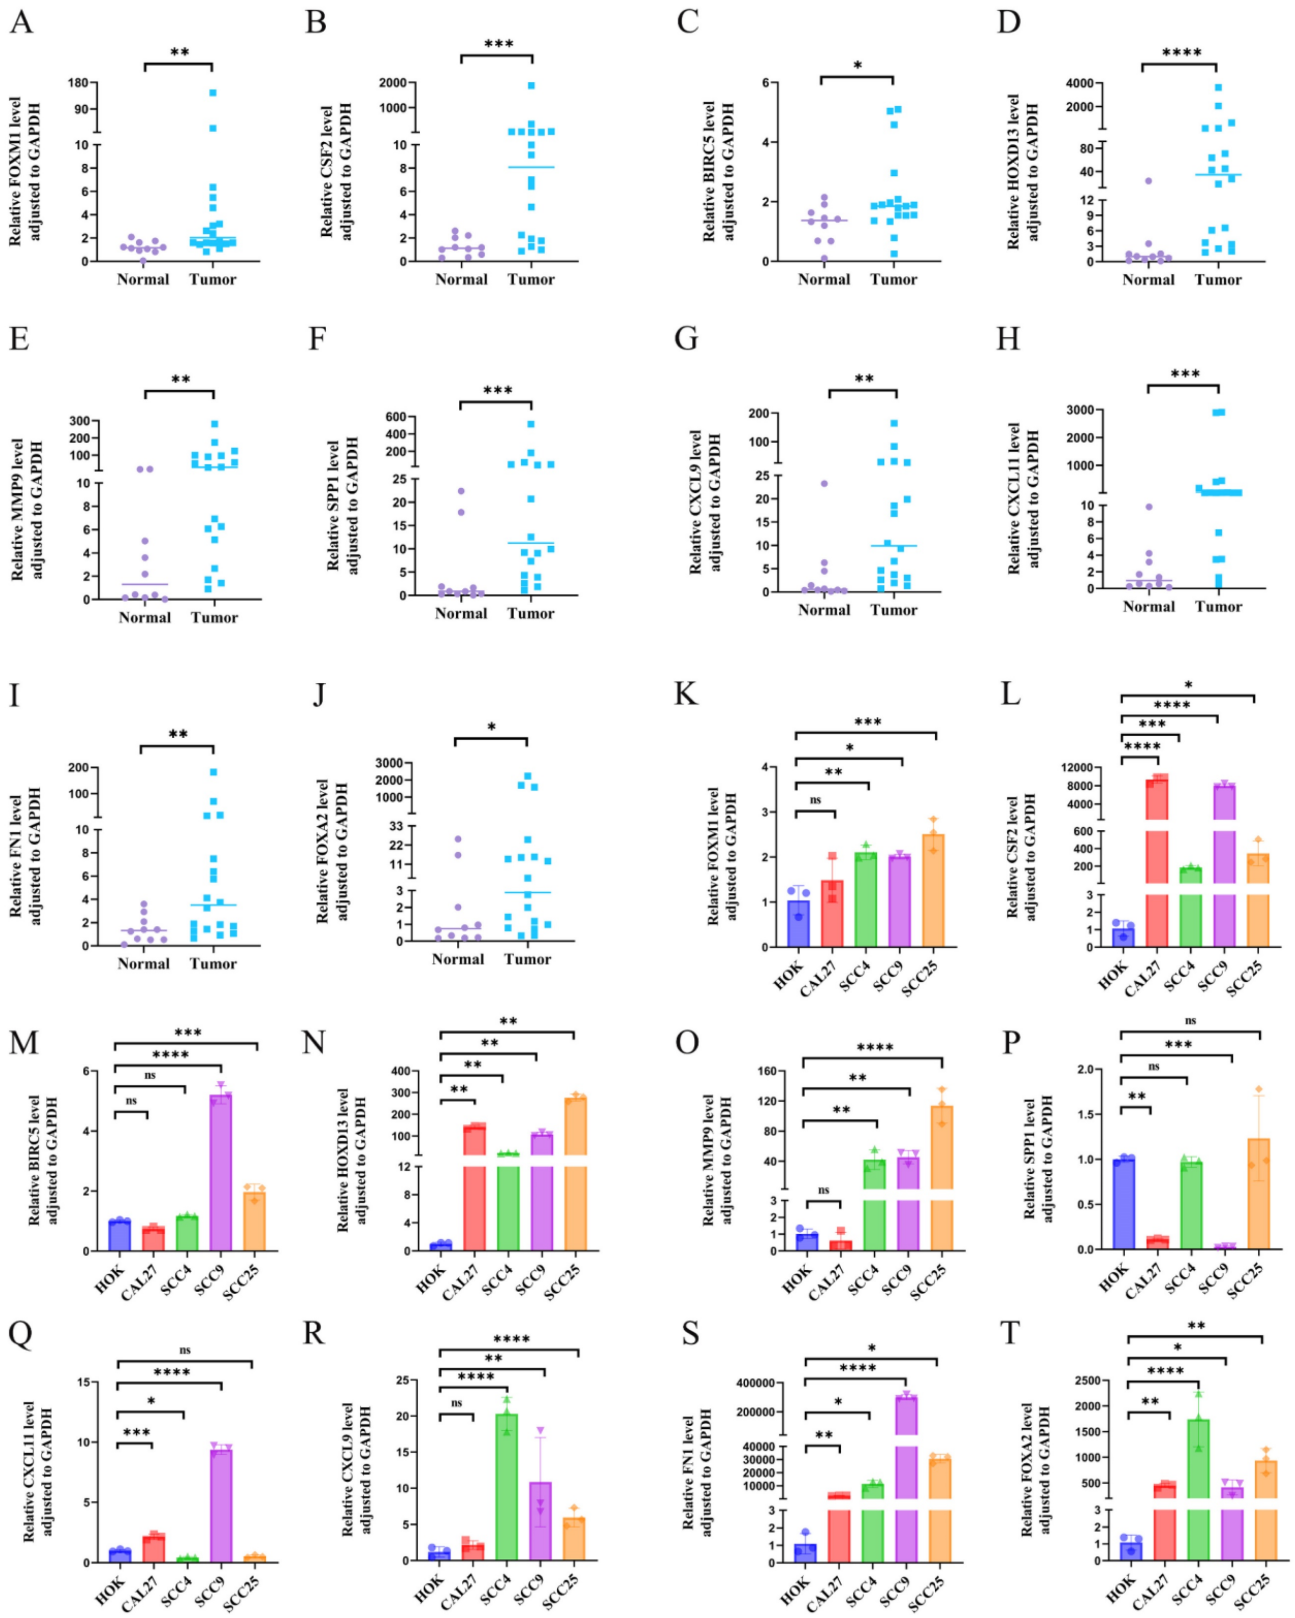 A
B
C
D
**
***
*
****
Relative FOXM1 level
adjusted to GAPDH
180
90
10
8
6
4
2
0
Normal Tumor
Relative CSF2 level
adjusted to GAPDH
2000
1000
10
8
6
4
2
0
Normal Tumor
Relative BIRC5 level
adjusted to GAPDH
6
4
2
0
Normal Tumor
Relative HOXD13 level
adjusted to GAPDH
4000
2000
80
40
12
9
6
3
0
Normal Tumor
E
F
G
H
**
***
**
***
Relative MMP9 level
adjusted to GAPDH
300
200
100
10
8
6
4
2
0
Normal Tumor
Relative SPP1 level
adjusted to GAPDH
600
400
200
25
20
15
10
5
0
Normal Tumor
Relative CXCL9 level
adjusted to GAPDH
200
100
25
20
15
10
5
0
Normal Tumor
Relative CXCL11 level
adjusted to GAPDH
3000
1000
10
8
6
4
2
0
Normal Tumor
I
J
K
L
**
Relative FN1 level
adjusted to GAPDH
200
100
10
8
6
4
2
0
Normal Tumor
*
Relative FOXA2 level
adjusted to GAPDH
3000
2000
1000
33
22
11
3
2
1
0
Normal Tumor
***
*
**
ns
Relative FOXM1 level
adjusted to GAPDH
4
3
2
1
0
HOK CAL27 SCC4 SCC9 SCC25
*
****
***
****
Relative CSF2 level
adjusted to GAPDH
12000
8000
4000
600
400
200
3
2
1
0
HOK CAL27 SCC4 SCC9 SCC25
M
N
O
P
***
****
ns
ns
Relative BIRC5 level
adjusted to GAPDH
6
4
2
0
HOK CAL27 SCC4 SCC9 SCC25
**
**
**
**
Relative HOXD13 level
adjusted to GAPDH
400
300
200
100
12
8
4
0
HOK CAL27 SCC4 SCC9 SCC25
****
**
**
ns
Relative MMP9 level
adjusted to GAPDH
160
120
80
40
3
2
1
0
HOK CAL27 SCC4 SCC9 SCC25
ns
***
ns
**
Relative SPP1 level
adjusted to GAPDH
2.0
1.5
1.0
0.5
0.0
HOK CAL27 SCC4 SCC9 SCC25
Q
R
S
T
ns
****
*
***
Relative CXCL11 level
adjusted to GAPDH
15
10
5
0
HOK CAL27 SCC4 SCC9 SCC25
****
**
****
ns
Relative CXCL9 level
adjusted to GAPDH
25
20
15
10
5
0
HOK CAL27 SCC4 SCC9 SCC25
*
****
*
**
Relative FN1 level
adjusted to GAPDH
400000
200000
40000
30000
20000
10000
3
2
1
0
HOK CAL27 SCC4 SCC9 SCC25
**
*
****
**
Relative FOXA2 level
adjusted to GAPDH
2500
2000
1500
1000
500
3
2
1
0
HOK CAL27 SCC4 SCC9 SCC25